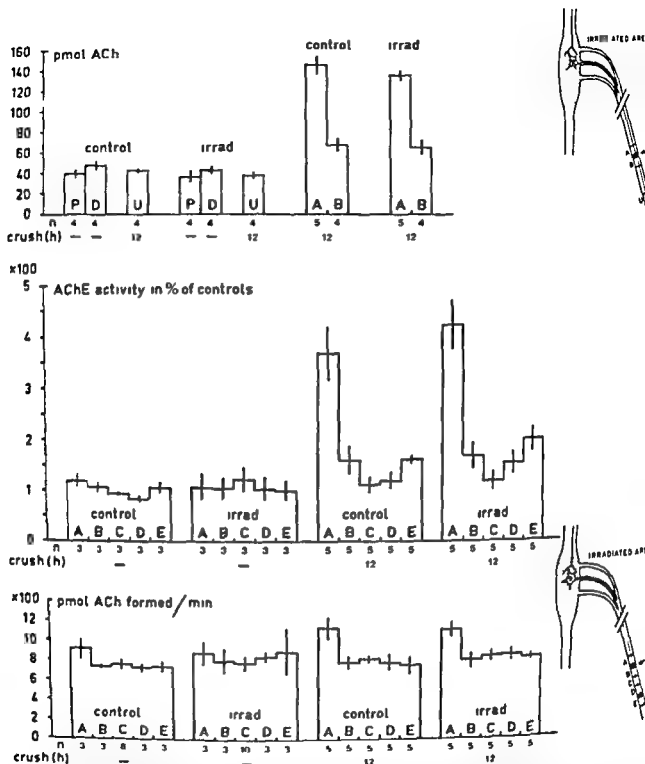 160 pmol ACh
140
120
100
80
60
40
20
0
control irrad
control irrad
P D U P D U A B A B
n 4 4 4 4 4 4 5 4 5 4
crush(h) — — 12 — — 12 12 12
×100
AChE activity in % of controls
5
4
3
2
1
0
control irrad control irrad
A B C D E A B C D E A B C D E A B C D E
n 3 3 3 3 3 3 3 3 3 3 5 5 5 5 5 5 5 5 5 5
crush(h) — — 12 12
×100
pmol ACh formed/min
12
10
8
6
4
2
0
control irrad control irrad
A B C D E A B C D E A B C D E A B C D E
n 3 3 8 3 3 3 3 10 3 3 5 5 5 5 5 5 5 5 5
crush(h) — — 12 12
IRRADIATED ARE